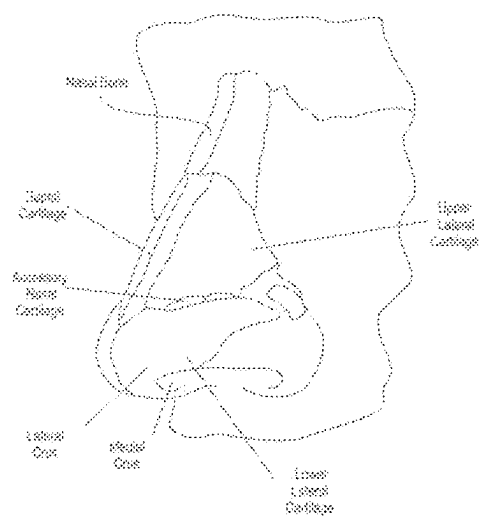 Nasal Bone
Septal
Cartilage
Upper
Lateral
Cartilage
Accessory
Nasal
Cartilage
Lateral
Crus
Medial
Crus
Lower
Lateral
Cartilage